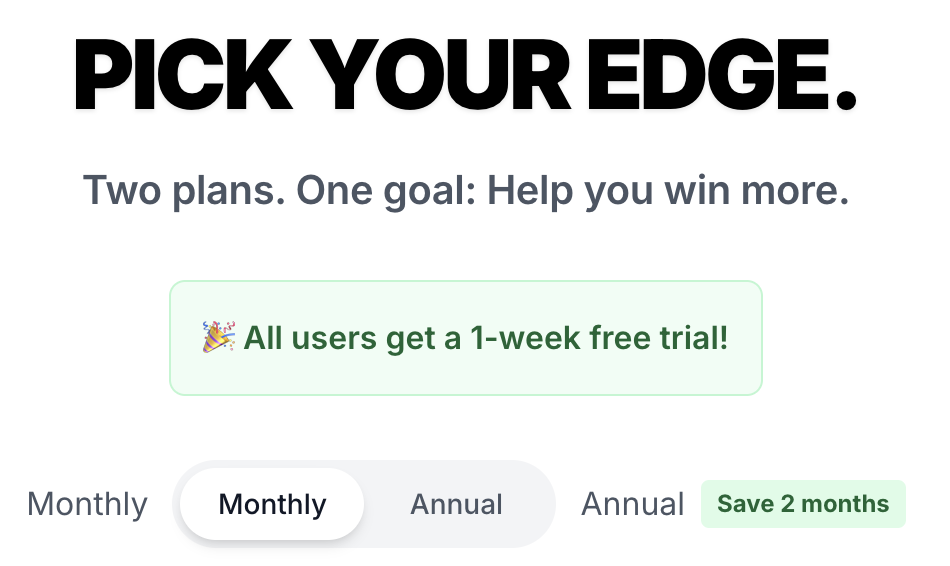 PICK YOUR EDGE.
Two plans. One goal: Help you win more.
🎉 All users get a 1-week free trial!
Monthly Monthly Annual Annual Save 2 months